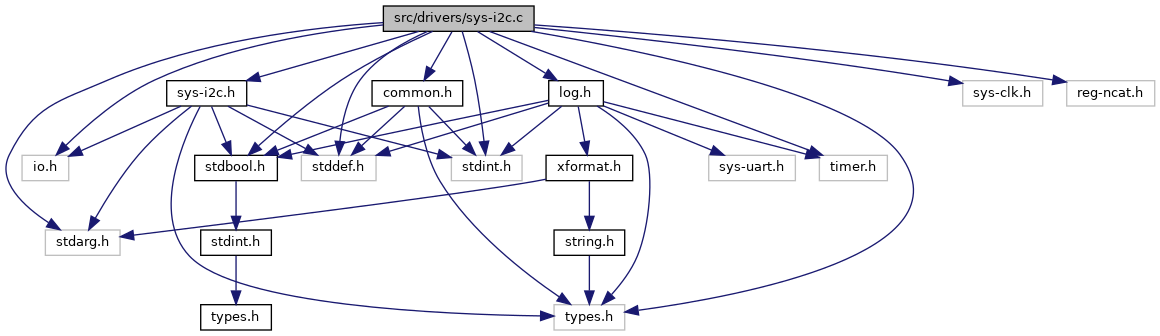 src/drivers/sys-i2c.c
sys-i2c.h
common.h
log.h
sys-clk.h
reg-ncat.h
io.h
stdbool.h
stddef.h
stdint.h
xformat.h
sys-uart.h
timer.h
stdarg.h
stdint.h
string.h
types.h
types.h